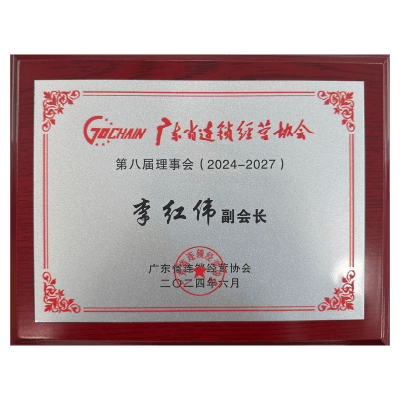 GDCHAIN 广东省连锁经营协会
第八届理事会(2024-2027)
李红伟 副会长
广东省连锁经营协会
二〇二四年六月